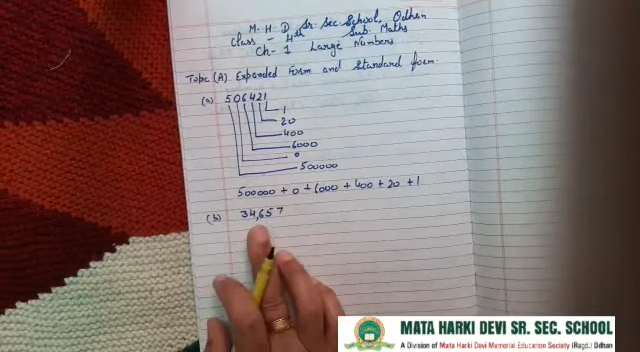 M. H. D Sr. Sec. School, Odhan
Class - 4th Sub. Maths
Ch- 1 Large Numbers
Topic (A) Expanded Form and Standard form.
(a) 506421
1
20
400
6000
0
500000
500000 + 0 + 6000 + 400 + 20 + 1
(b) 34,657
MATA HARKI DEVI SR. SEC. SCHOOL
A Division of Mata Harki Devi Memorial Education Society (Regd.) Odhan